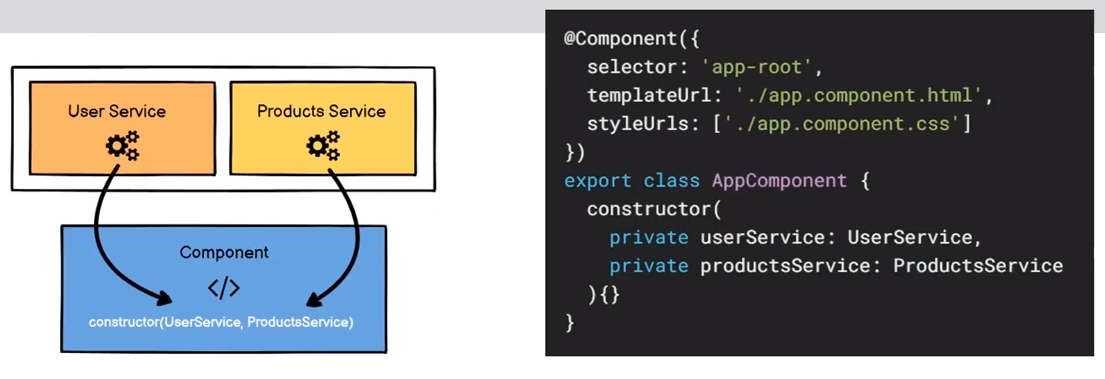 User Service
Products Service
Component
</>
constructor(UserService, ProductsService)
@Component({
  selector: 'app-root',
  templateUrl: './app.component.html',
  styleUrls: ['./app.component.css']
})
export class AppComponent {
  constructor(
    private userService: UserService,
    private productsService: ProductsService
  ){}
}